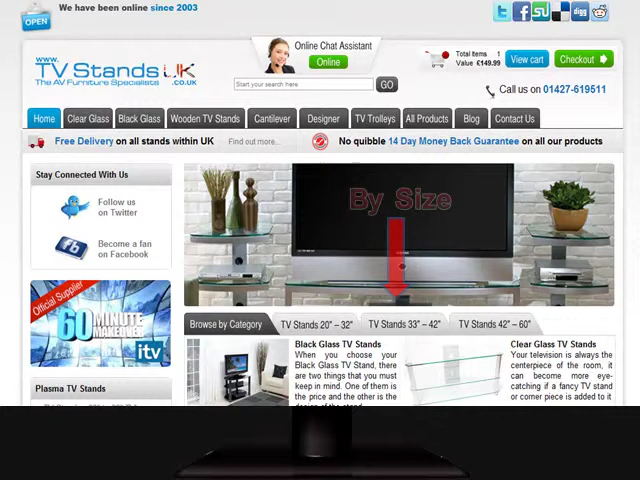 OPEN
We have been online since 2003
www.
TV Stands UK
The AV Furniture Specialists .co.uk
Online Chat Assistant
Online
Total Items 1
Value £149.99
View cart
Checkout
Start your search here
GO
Call us on 01427-619511
Home
Clear Glass
Black Glass
Wooden TV Stands
Cantilever
Designer
TV Trolleys
All Products
Blog
Contact Us
Free Delivery on all stands within UK
Find out more..
No quibble 14 Day Money Back Guarantee on all our products
Stay Connected With Us
Follow us
on Twitter
Become a fan
on Facebook
By Size
Official Supplier
60 MINUTE
MAKEOVER
itv
Browse by Category
TV Stands 20" – 32"
TV Stands 33" – 42"
TV Stands 42" – 60"
Black Glass TV Stands
When you choose your
Black Glass TV Stand, there
are two things that you must
keep in mind. One of them is
the price and the other is the
design of the stand
Clear Glass TV Stands
Your television is always the
centerpiece of the room, it
can become more eye-
catching if a fancy TV stand
or corner piece is added to it
Plasma TV Stands